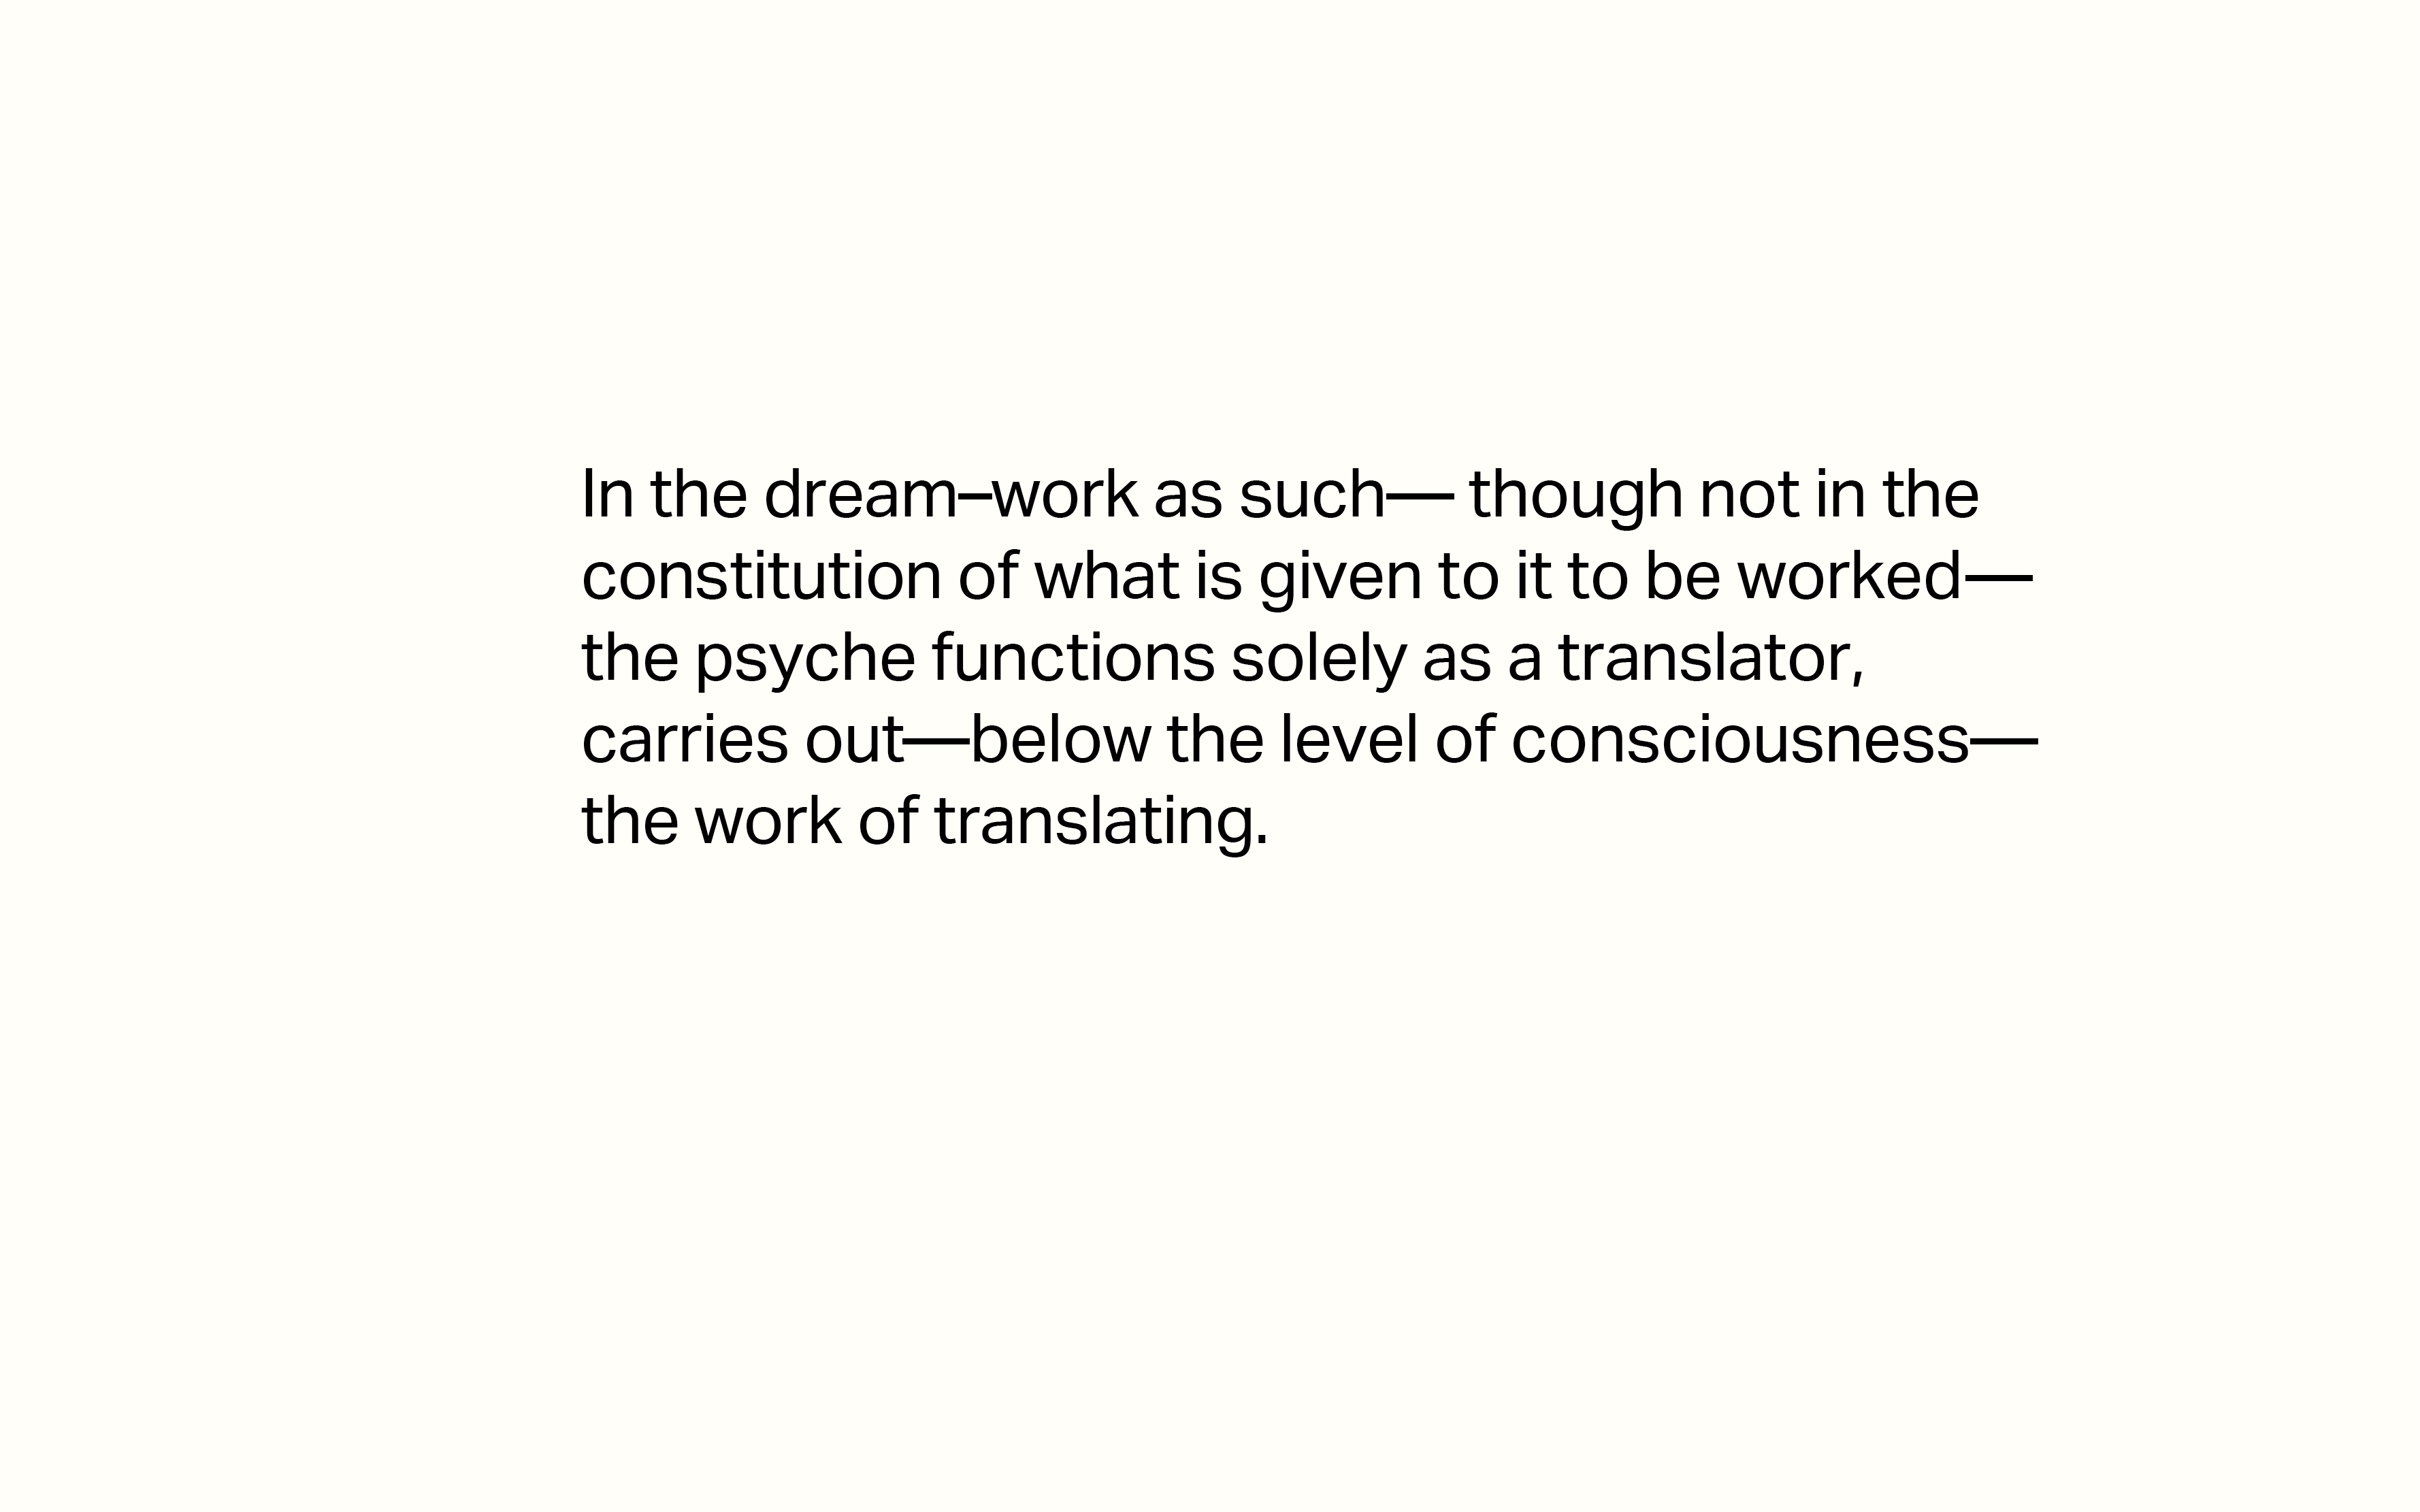 In the dream–work as such— though not in the
constitution of what is given to it to be worked—
the psyche functions solely as a translator,
carries out—below the level of consciousness—
the work of translating.